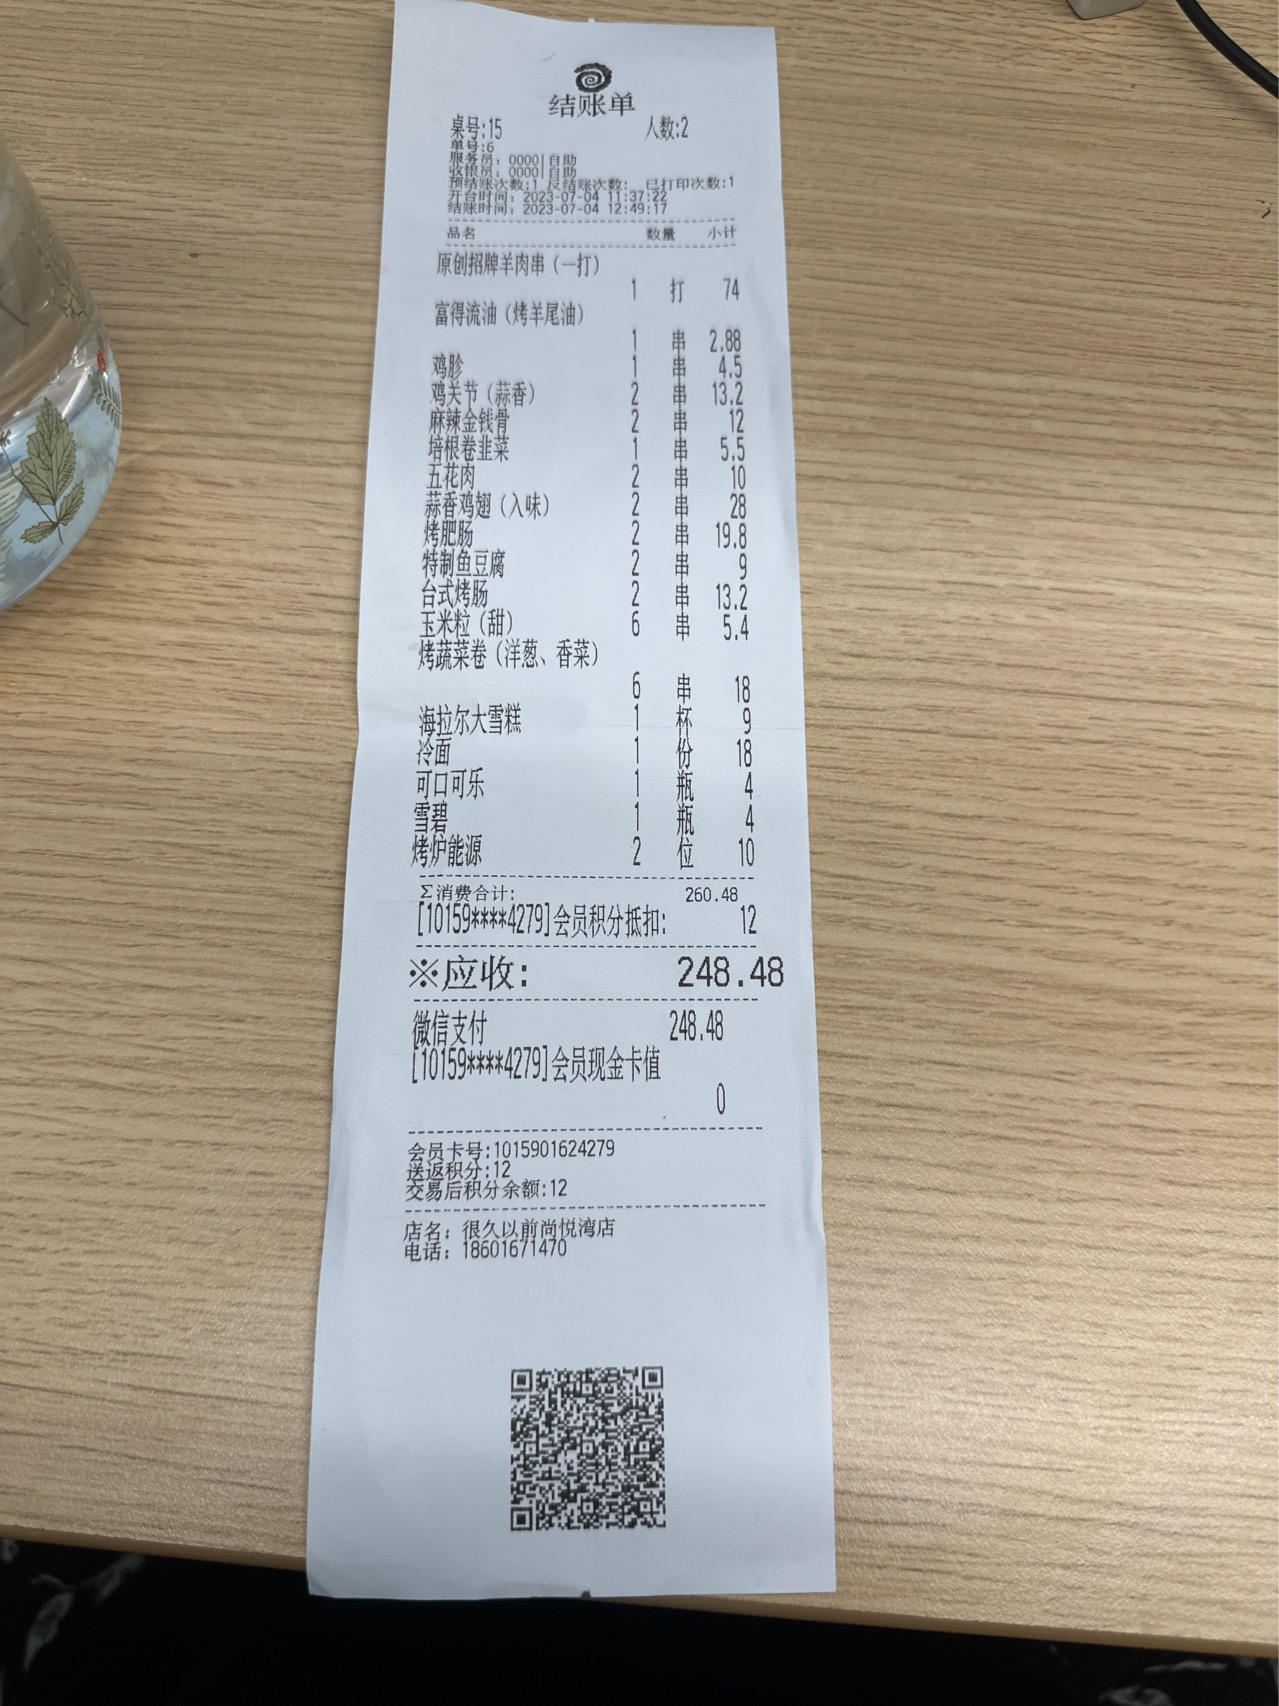 结账单
桌号:15 人数:2
单号:6
服务员: 0000|自助
收银员: 0000|自助
预结账次数:1 反结账次数: 已打印次数:1
开台时间: 2023-07-04 11:37:22
结账时间: 2023-07-04 12:49:17
品名 数量 小计
原创招牌羊肉串(一打)
1 打 74
富得流油(烤羊尾油)
1 串 2.88
鸡胗 1 串 4.5
鸡关节(蒜香) 2 串 13.2
麻辣金钱骨 2 串 12
培根卷韭菜 1 串 5.5
五花肉 2 串 10
蒜香鸡翅(入味) 2 串 28
烤肥肠 2 串 19.8
特制鱼豆腐 2 串 9
台式烤肠 2 串 13.2
玉米粒(甜) 6 串 5.4
烤蔬菜卷(洋葱、香菜)
6 串 18
海拉尔大雪糕 1 杯 9
冷面 1 份 18
可口可乐 1 瓶 4
雪碧 1 瓶 4
烤炉能源 2 位 10
Σ消费合计: 260.48
[10159****4279]会员积分抵扣: 12
※应收: 248.48
微信支付 248.48
[10159****4279]会员现金卡值
0
会员卡号:1015901624279
送返积分:12
交易后积分余额:12
店名: 很久以前尚悦湾店
电话: 18601671470